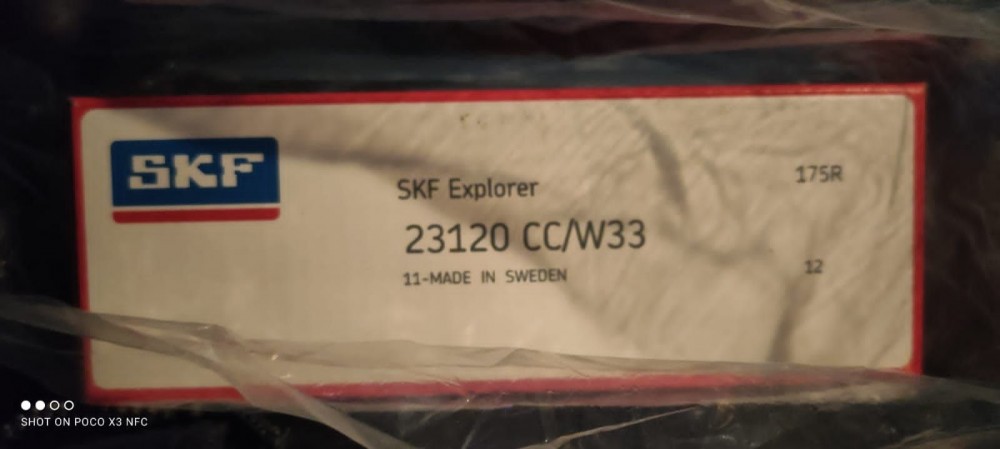 SKF
SKF Explorer
175R
23120 CC/W33
11-MADE IN SWEDEN
12
SHOT ON POCO X3 NFC